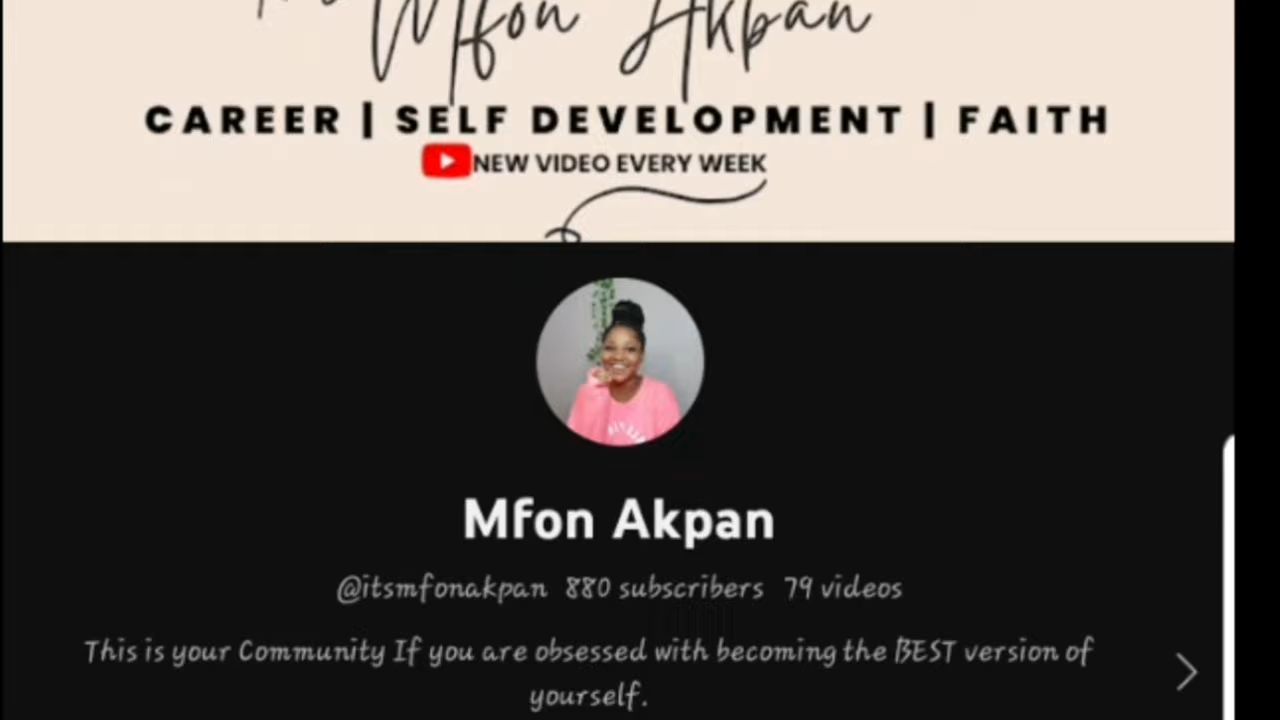 Mfon Akpan
CAREER | SELF DEVELOPMENT | FAITH
NEW VIDEO EVERY WEEK
Mfon Akpan
@itsmfonakpan 880 subscribers 79 videos
This is your Community If you are obsessed with becoming the BEST version of
yourself.